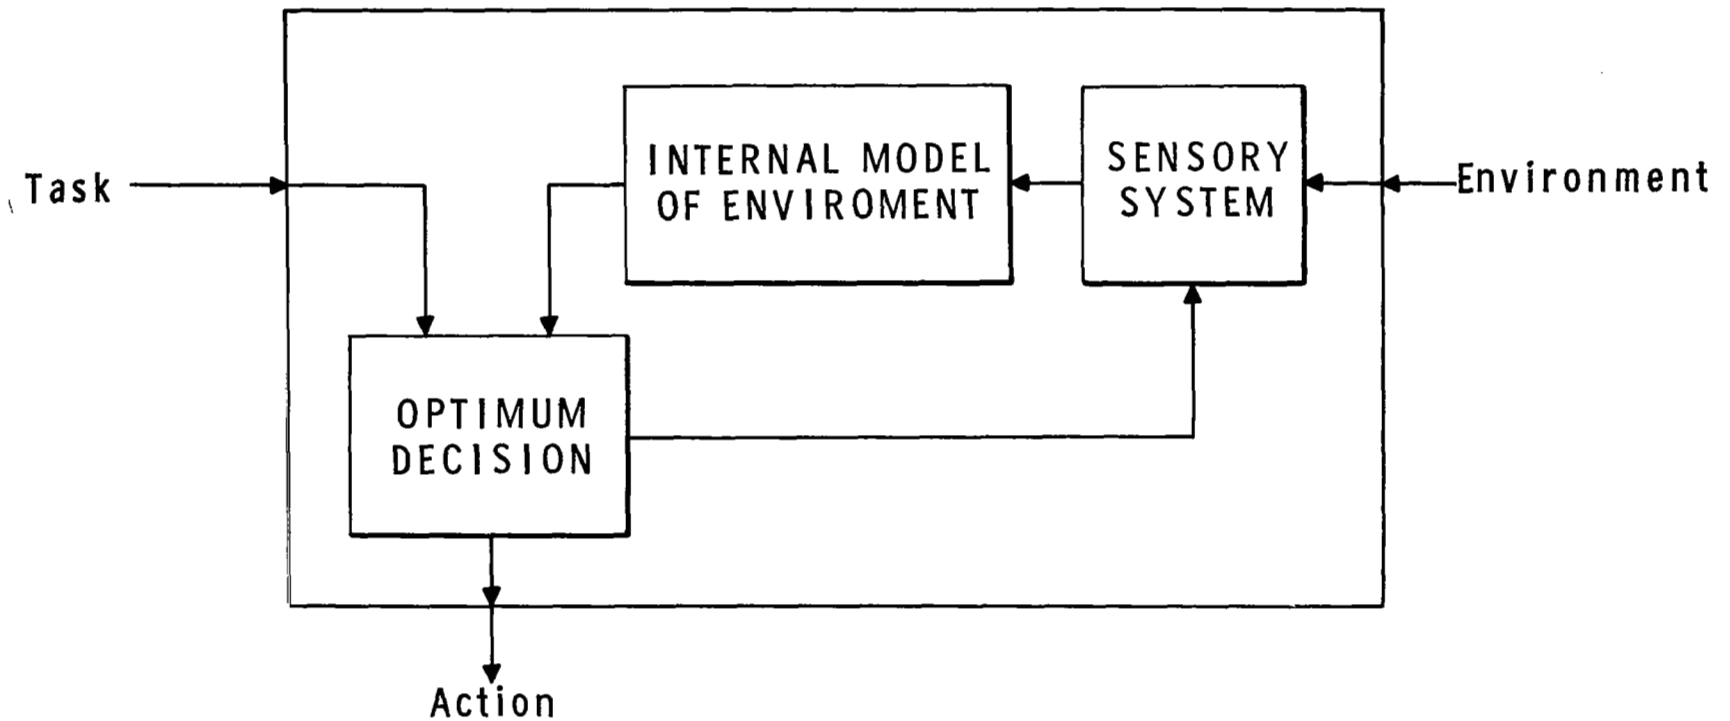 INTERNAL MODEL
OF ENVIROMENT
SENSORY
SYSTEM
Task
Environment
OPTIMUM
DECISION
Action